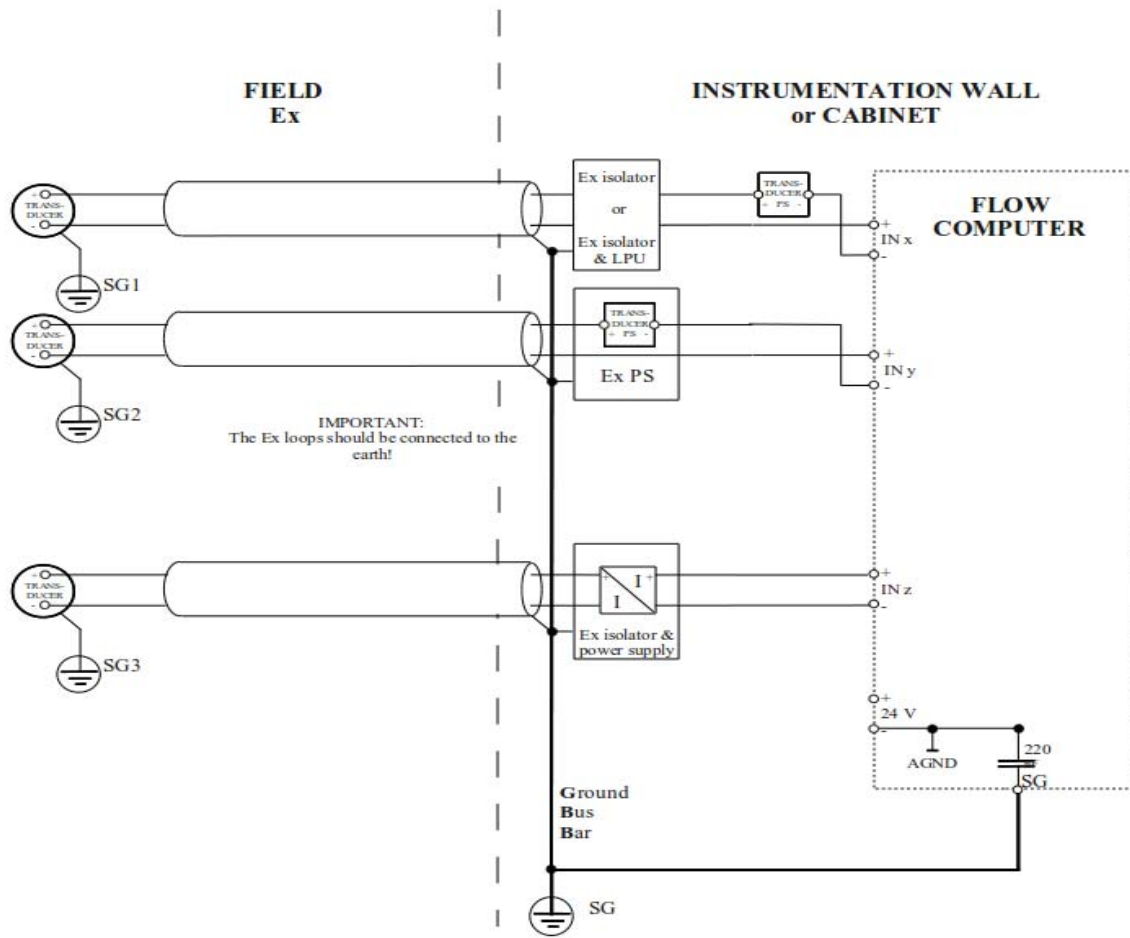 FIELD
Ex
INSTRUMENTATION WALL
or CABINET
+
TRANS-
DUCER
-
SG1
Ex isolator
or
Ex isolator
& LPU
TRANS-
DUCER
+ PS -
+
IN x
-
FLOW
COMPUTER
+
TRANS-
DUCER
-
SG2
TRANS-
DUCER
+ PS -
Ex PS
+
IN y
-
IMPORTANT:
The Ex loops should be connected to the
earth!
+
TRANS-
DUCER
-
SG3
+ I +
I
Ex isolator &
power supply
+
IN z
-
+
24 V
-
AGND
220
SG
Ground
Bus
Bar
SG